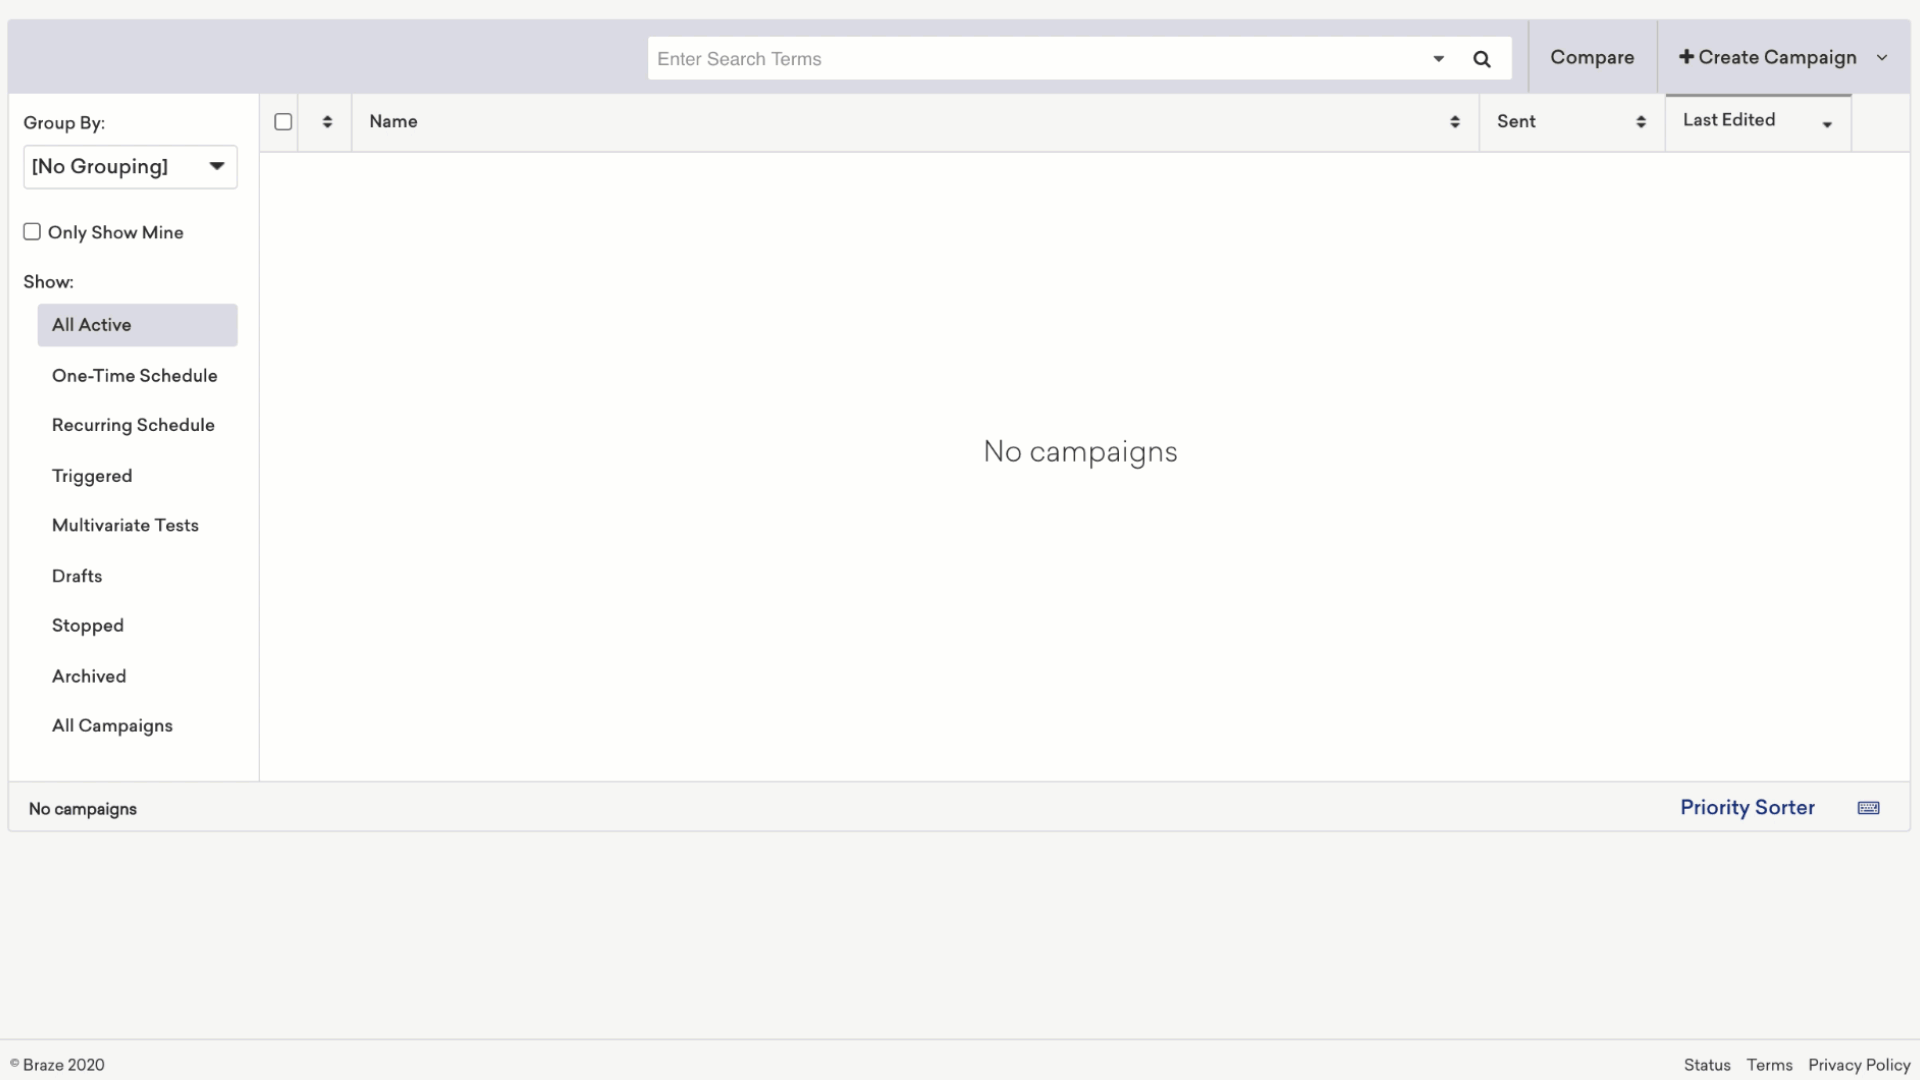 Enter Search Terms
Compare
Create Campaign
Group By:
[No Grouping]
Only Show Mine
Show:
All Active
One-Time Schedule
Recurring Schedule
Triggered
Multivariate Tests
Drafts
Stopped
Archived
All Campaigns
Name
Sent
Last Edited
No campaigns
No campaigns
Priority Sorter
© Braze 2020
Status
Terms
Privacy Policy